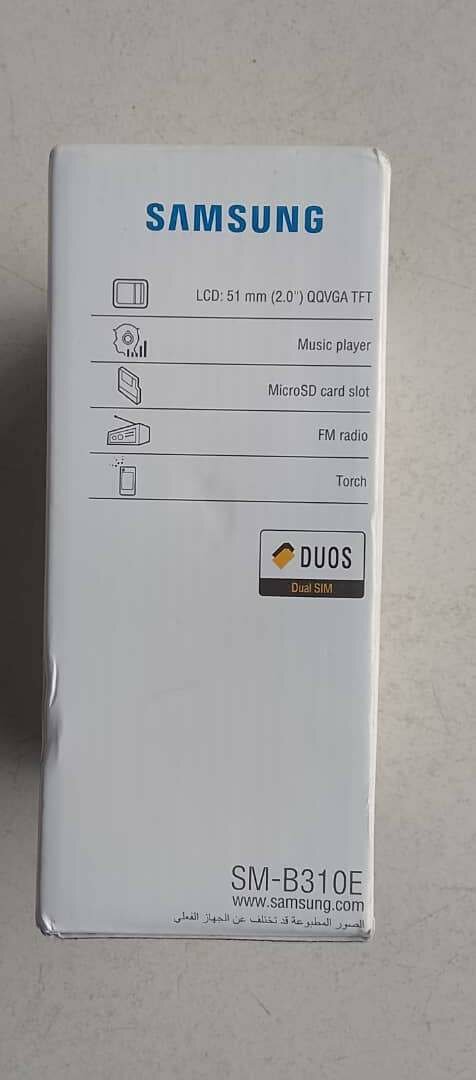 SAMSUNG
LCD: 51 mm (2.0") QQVGA TFT
Music player
MicroSD card slot
FM radio
Torch
DUOS
Dual SIM
SM-B310E
www.samsung.com
الصور المطبوعة قد تختلف عن الجهاز الفعلي